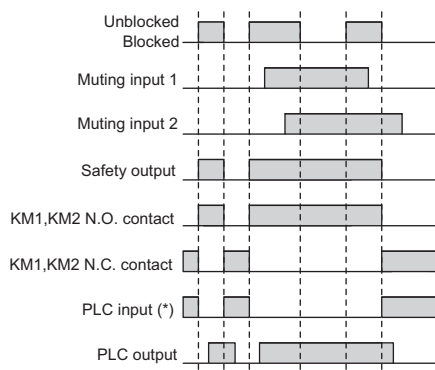 Unblocked
Blocked
Muting input 1
Muting input 2
Safety output
KM1,KM2 N.O. contact
KM1,KM2 N.C. contact
PLC input (*)
PLC output